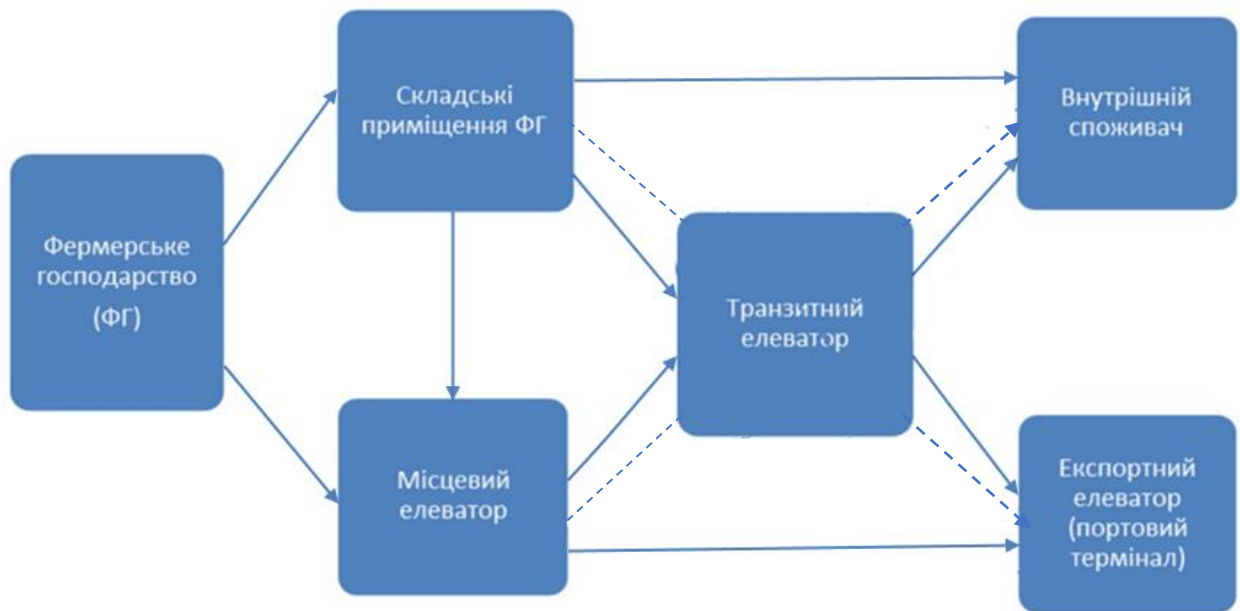 Складські
приміщення ФГ
Внутрішній
споживач
Фермерське
господарство
(ФГ)
Транзитний
елеватор
Місцевий
елеватор
Експортний
елеватор
(портовий
термінал)